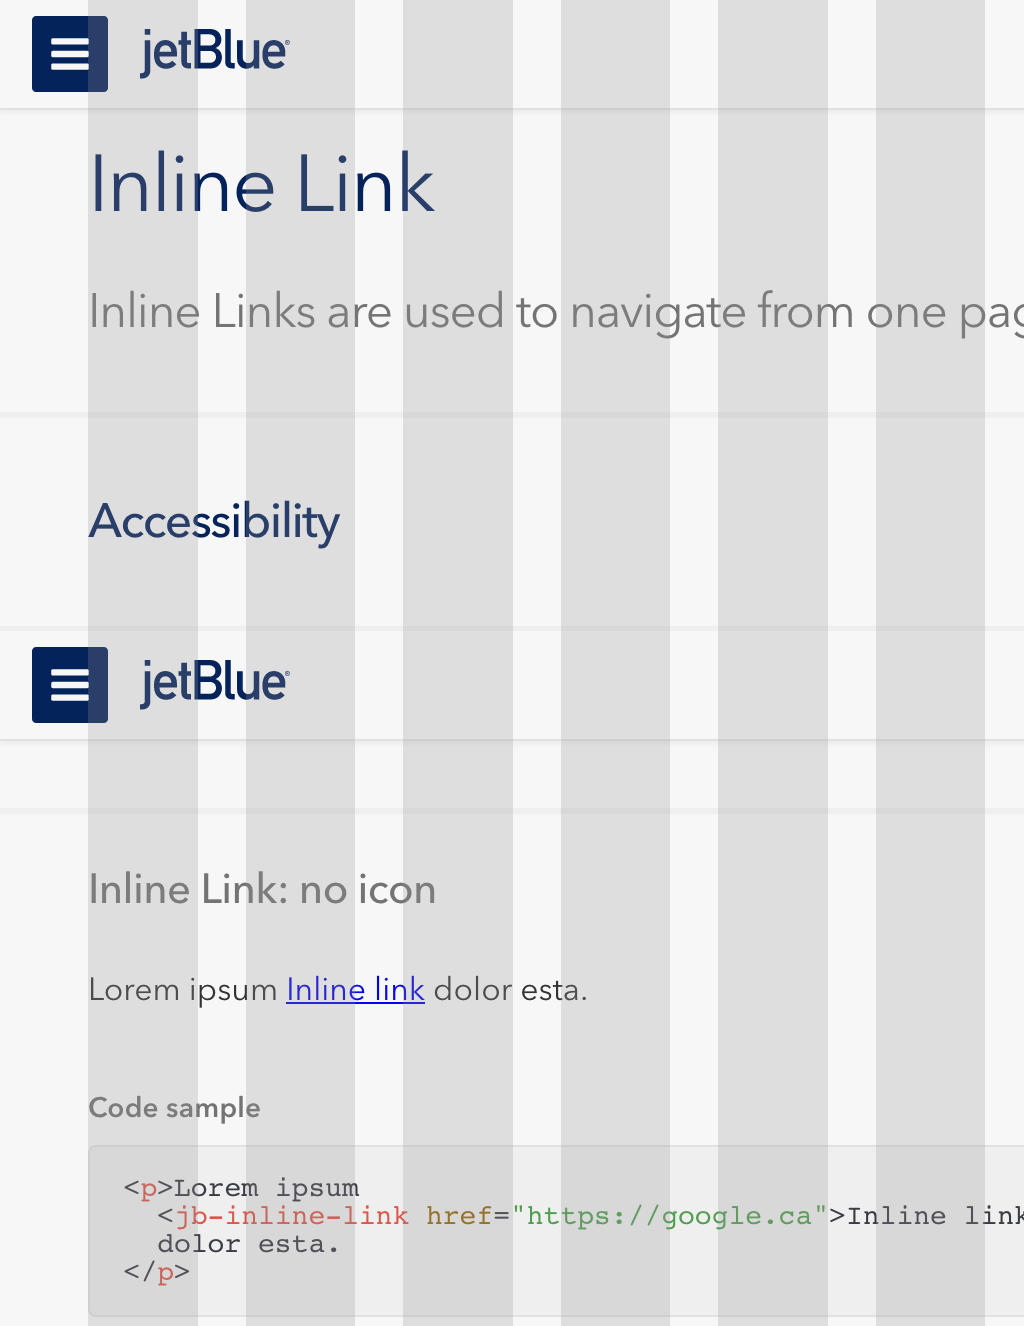 jetBlue®
Inline Link
Inline Links are used to navigate from one pag
Accessibility
jetBlue®
Inline Link: no icon
Lorem ipsum Inline link dolor esta.
Code sample
<p>Lorem ipsum
  <jb-inline-link href="https://google.ca">Inline link
  dolor esta.
</p>